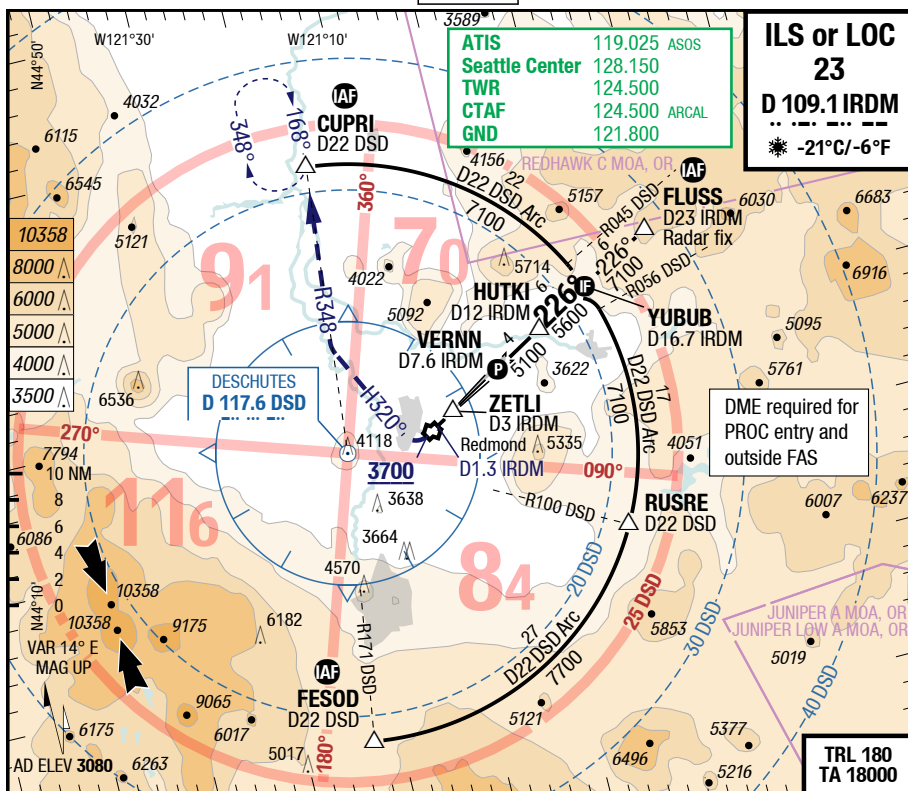 3589
N44°50'
W121°30'
W121°10'
ATIS 119.025 ASOS
Seattle Center 128.150
TWR 124.500
CTAF 124.500 ARCAL
GND 121.800
ILS or LOC
23
D 109.1 IRDM
-21°C/-6°F
4032
6115
6545
5121
348°
168°
IAF
CUPRI
D22 DSD
360°
4156
REDHAWK C MOA, OR
22
D22 DSD Arc
7100
5157
R045 DSD
IAF
FLUSS
D23 IRDM
Radar fix
6030
6683
6916
10358
8000
6000
5000
4000
3500
91
70
4022
5092
R348
5714
6
6
226°
7100
R056 DSD
226°
IF
HUTKI
D12 IRDM
5600
YUBUB
D16.7 IRDM
VERNN
D7.6 IRDM
4
5100
P
3622
5095
5761
17
D22 DSD Arc
7100
6536
DESCHUTES
D 117.6 DSD
H320°
ZETLI
D3 IRDM
DME required for
PROC entry and
outside FAS
270°
7794
4118
Redmond
5335
D1.3 IRDM
3700
090°
4051
10 NM
8
6
4
2
0
116
3638
R100 DSD
RUSRE
D22 DSD
6007
6237
6086
3664
84
4570
20 DSD
25 DSD
30 DSD
40 DSD
N44°10'
10358
10358
9175
6182
VAR 14° E
MAG UP
R171 DSD
27
D22 DSD Arc
7700
5853
JUNIPER A MOA, OR
JUNIPER LOW A MOA, OR
5019
IAF
FESOD
D22 DSD
9065
6017
6175
5017
180°
5121
6496
5377
5216
AD ELEV 3080
6263
TRL 180
TA 18000